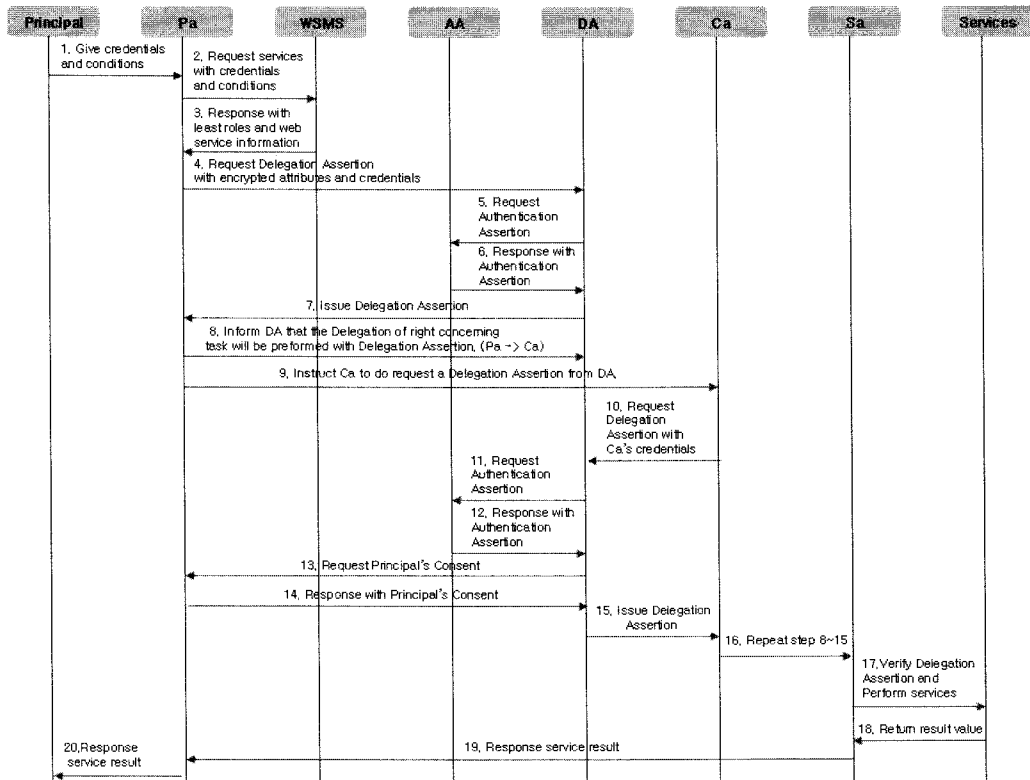 Principal Pa WSMS AA DA Ca Sa Services
1. Give credentials
and conditions
2. Request services
with credentials
and conditions
3. Response with
least roles and web
service information
4. Request Delegation Assertion
with encrypted attributes and credentials
5. Request
Authentication
Assertion
6. Response with
Authentication
Assertion
7. Issue Delegation Assertion
8. Inform DA that the Delegation of right concerning
task will be preformed with Delegation Assertion. (Pa -> Ca)
9. Instruct Ca to do request a Delegation Assertion from DA.
10. Request
Delegation
Assertion with
Ca's credentials
11. Request
Authentication
Assertion
12. Response with
Authentication
Assertion
13. Request Principal's Consent
14. Response with Principal's Consent
15. Issue Delegation
Assertion
16. Repeat step 8~15
17.Verify Delegation
Assertion and
Perform services
18. Return result value
19. Response service result
20.Response
service result